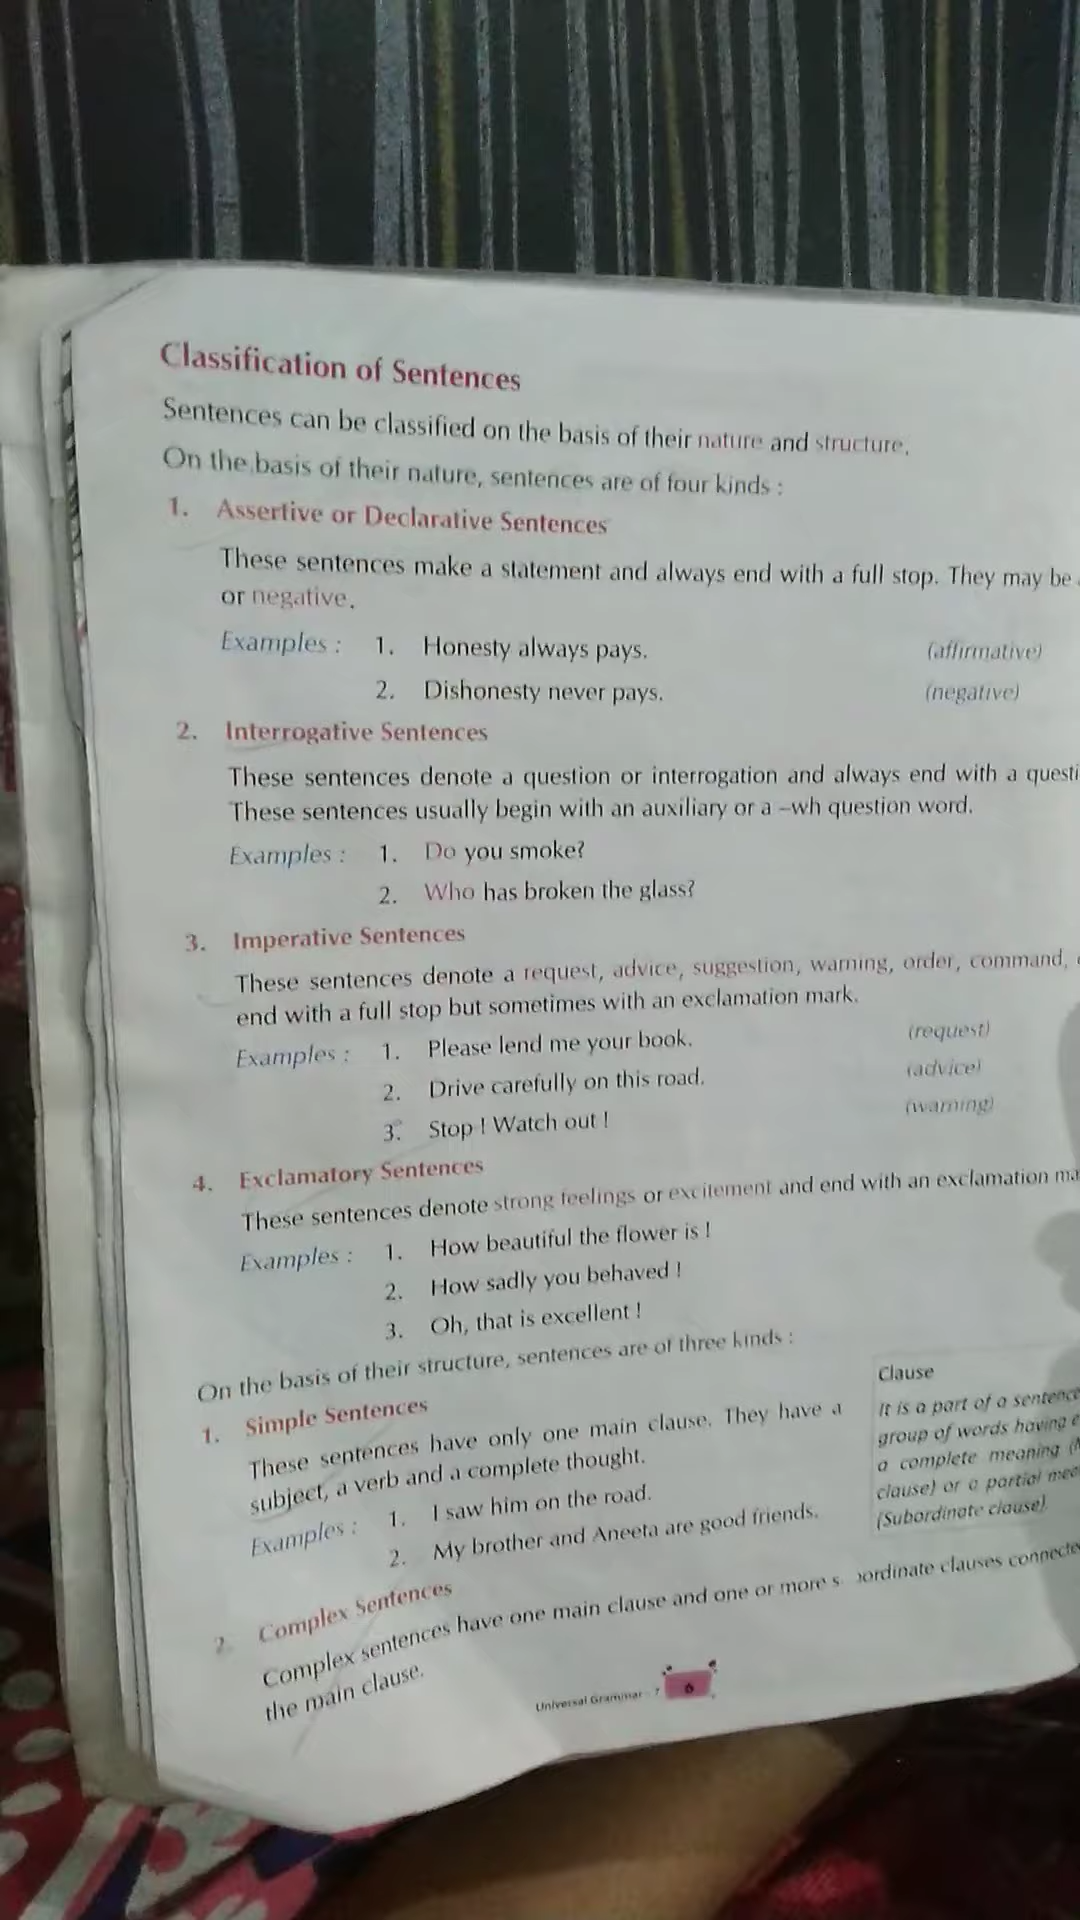 Classification of Sentences
Sentences can be classified on the basis of their nature and structure.
On the basis of their nature, sentences are of four kinds :
1. Assertive or Declarative Sentences
These sentences make a statement and always end with a full stop. They may be
or negative.
Examples : 1. Honesty always pays. (affirmative)
2. Dishonesty never pays. (negative)
2. Interrogative Sentences
These sentences denote a question or interrogation and always end with a questi
These sentences usually begin with an auxiliary or a –wh question word.
Examples : 1. Do you smoke?
2. Who has broken the glass?
3. Imperative Sentences
These sentences denote a request, advice, suggestion, warning, order, command,
end with a full stop but sometimes with an exclamation mark.
Examples : 1. Please lend me your book. (request)
2. Drive carefully on this road. (advice)
3. Stop ! Watch out ! (warning)
4. Exclamatory Sentences
These sentences denote strong feelings or excitement and end with an exclamation ma
Examples : 1. How beautiful the flower is !
2. How sadly you behaved !
3. Oh, that is excellent !
On the basis of their structure, sentences are of three kinds :
1. Simple Sentences
These sentences have only one main clause. They have a
subject, a verb and a complete thought.
Examples : 1. I saw him on the road.
2. My brother and Aneeta are good friends.
Clause
It is a part of a sentence
group of words having e
a complete meaning (M
clause) or a partial mea
(Subordinate clause).
2. Complex Sentences
Complex sentences have one main clause and one or more s ordinate clauses connecte
the main clause.
Universal Grammar - 7 6